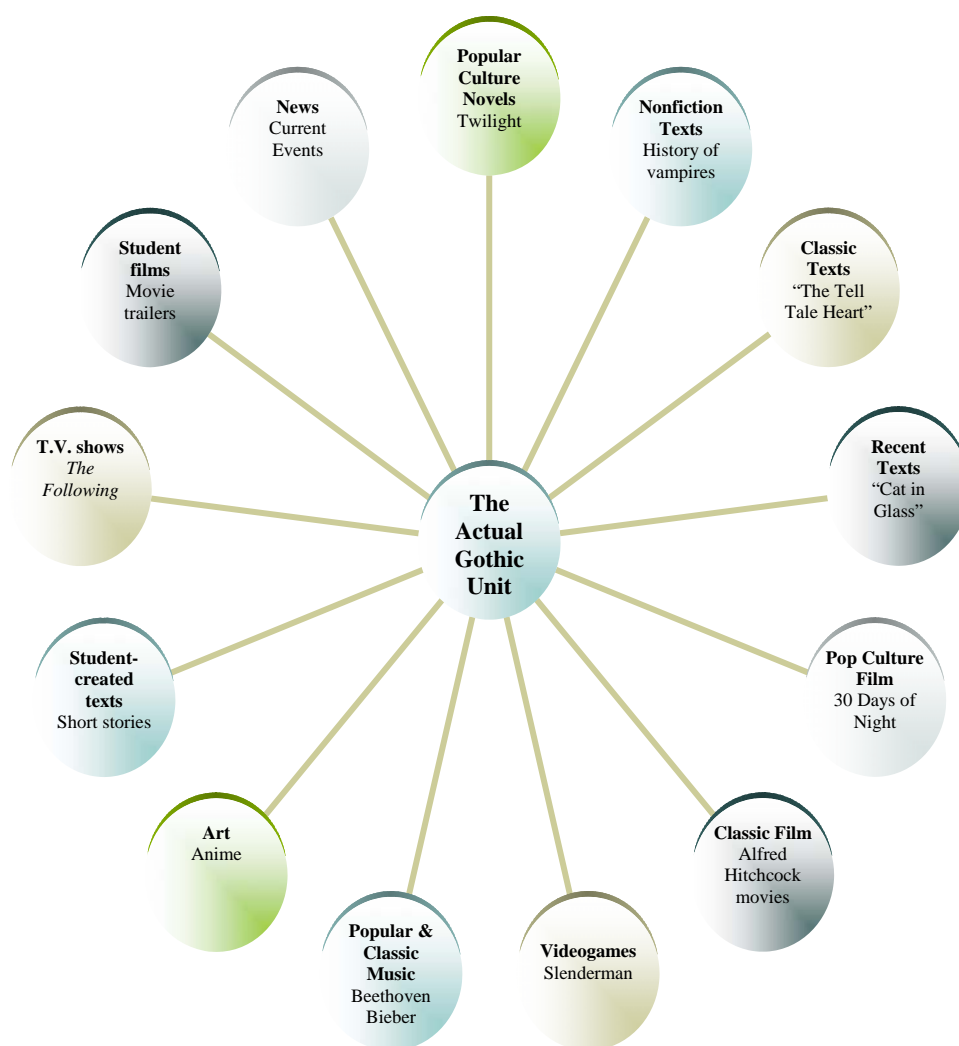 Popular
Culture
Novels
Twilight
Nonfiction
Texts
History of
vampires
Classic
Texts
“The Tell
Tale Heart”
Recent
Texts
“Cat in
Glass”
Pop Culture
Film
30 Days of
Night
Classic Film
Alfred
Hitchcock
movies
Videogames
Slenderman
Popular &
Classic
Music
Beethoven
Bieber
Art
Anime
Student-
created
texts
Short stories
T.V. shows
The
Following
Student
films
Movie
trailers
News
Current
Events
The
Actual
Gothic
Unit